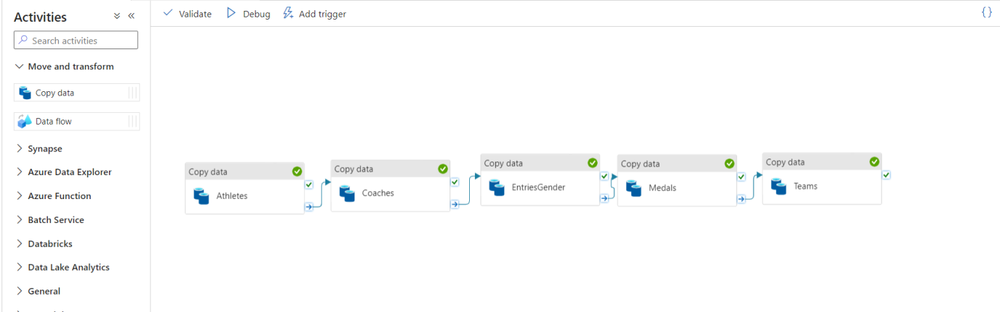 Activities
Search activities
Move and transform
Copy data
Data flow
Synapse
Azure Data Explorer
Azure Function
Batch Service
Databricks
Data Lake Analytics
General
Validate Debug Add trigger
{}
Copy data
Athletes
Copy data
Coaches
Copy data
EntriesGender
Copy data
Medals
Copy data
Teams